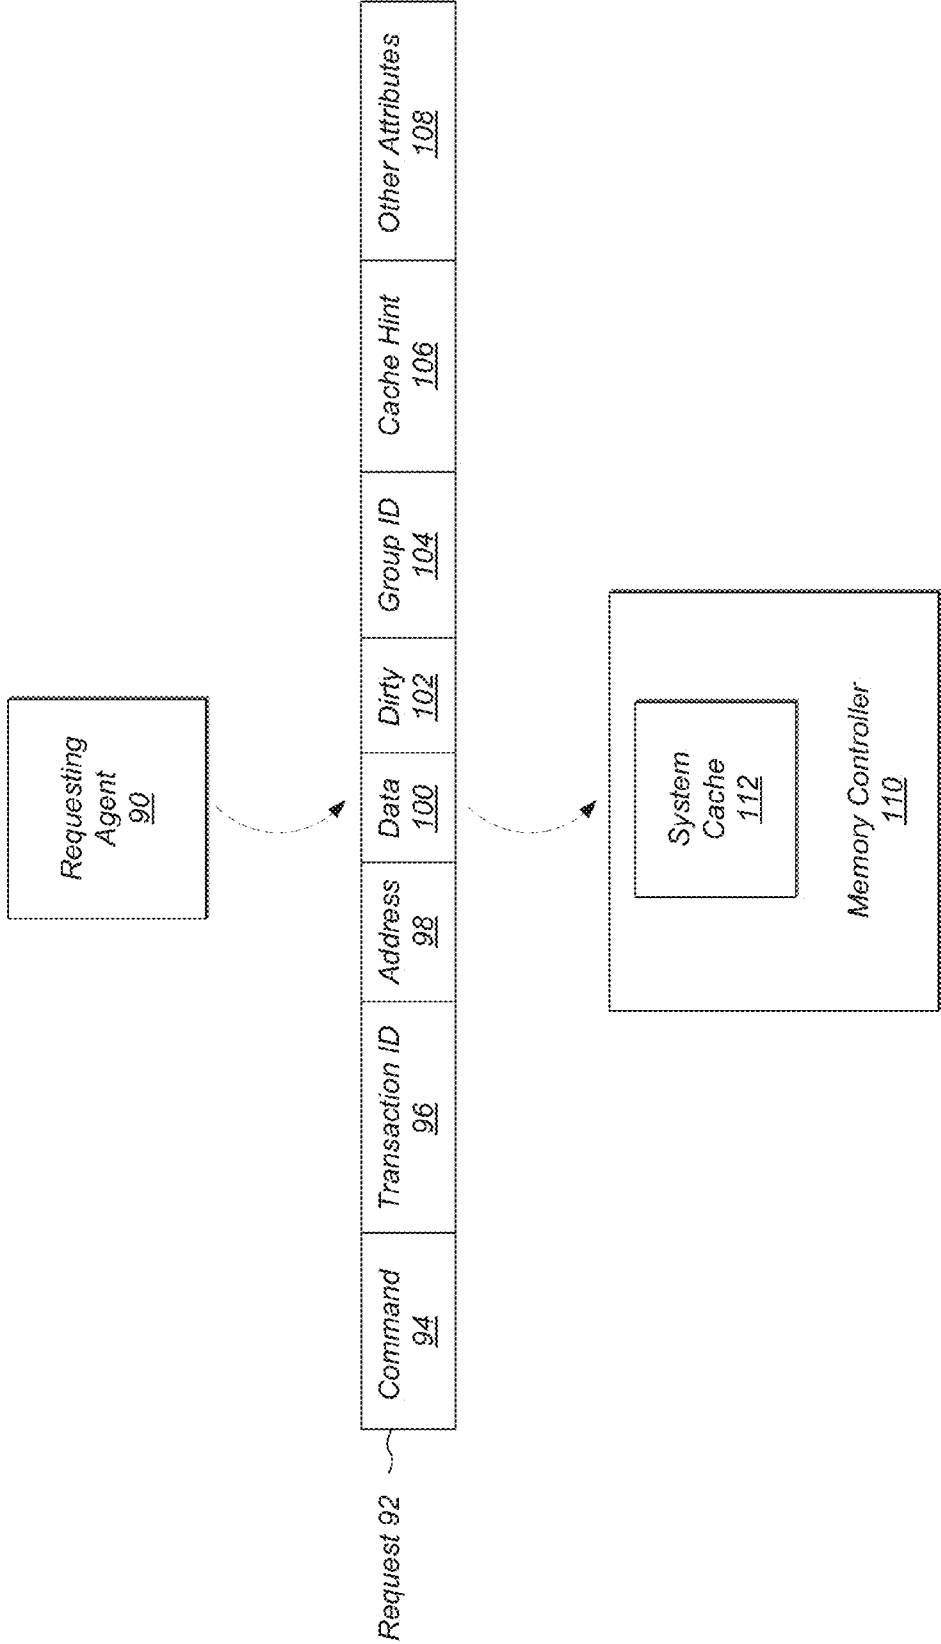 Requesting
Agent
90
Request 92
Command
94
Transaction ID
96
Address
98
Data
100
Dirty
102
Group ID
104
Cache Hint
106
Other Attributes
108
System
Cache
112
Memory Controller
110